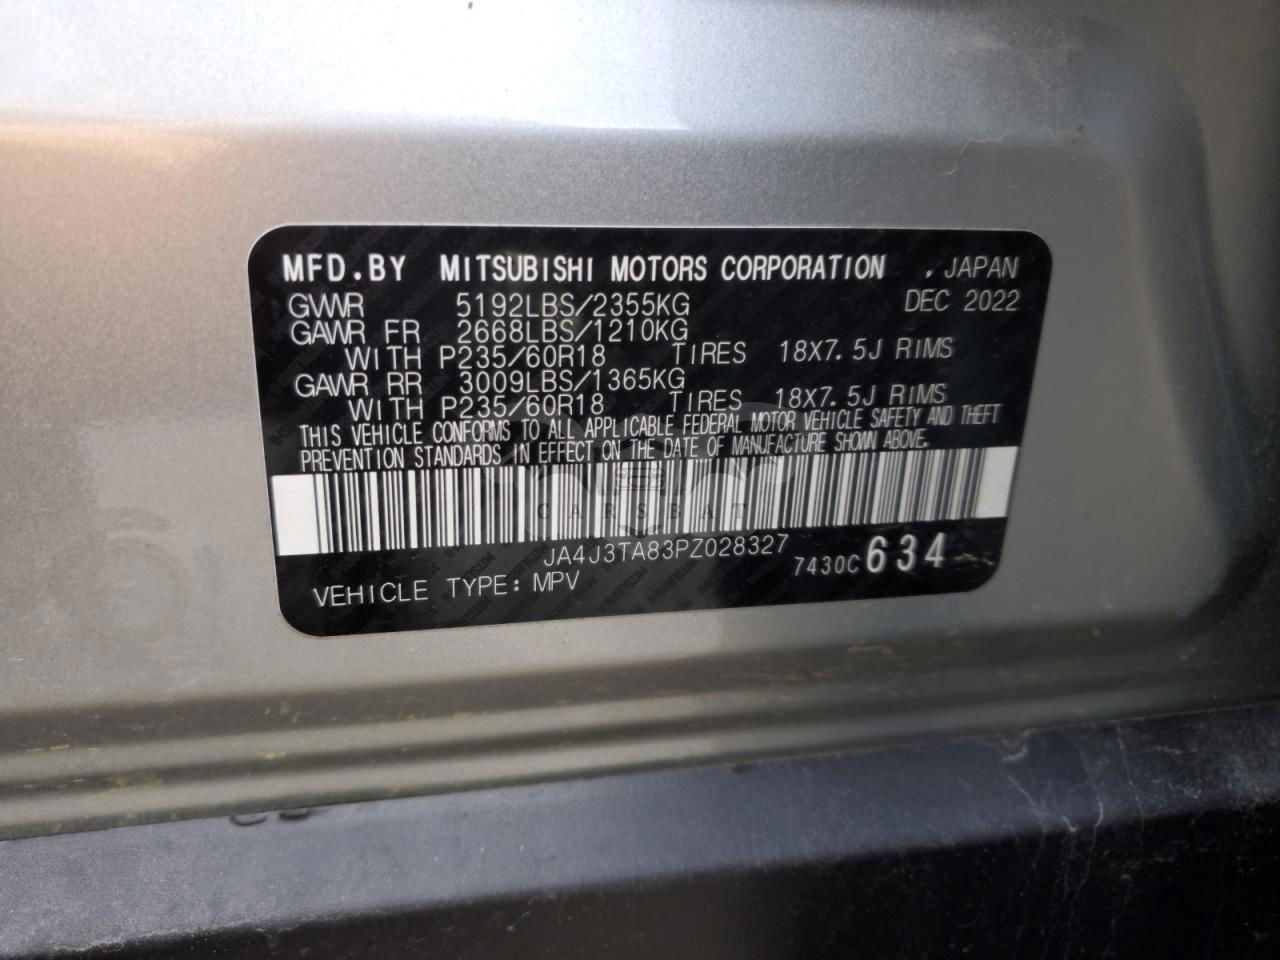 MFD.BY MITSUBISHI MOTORS CORPORATION , JAPAN
GVWR 5192LBS/2355KG DEC 2022
GAWR FR 2668LBS/1210KG
WITH P235/60R18 TIRES 18X7.5J RIMS
GAWR RR 3009LBS/1365KG
WITH P235/60R18 TIRES 18X7.5J RIMS
THIS VEHICLE CONFORMS TO ALL APPLICABLE FEDERAL MOTOR VEHICLE SAFETY AND THEFT
PREVENTION STANDARDS IN EFFECT ON THE DATE OF MANUFACTURE SHOWN ABOVE.
CARSBAT
JA4J3TA83PZ028327
7430C 634
VEHICLE TYPE: MPV